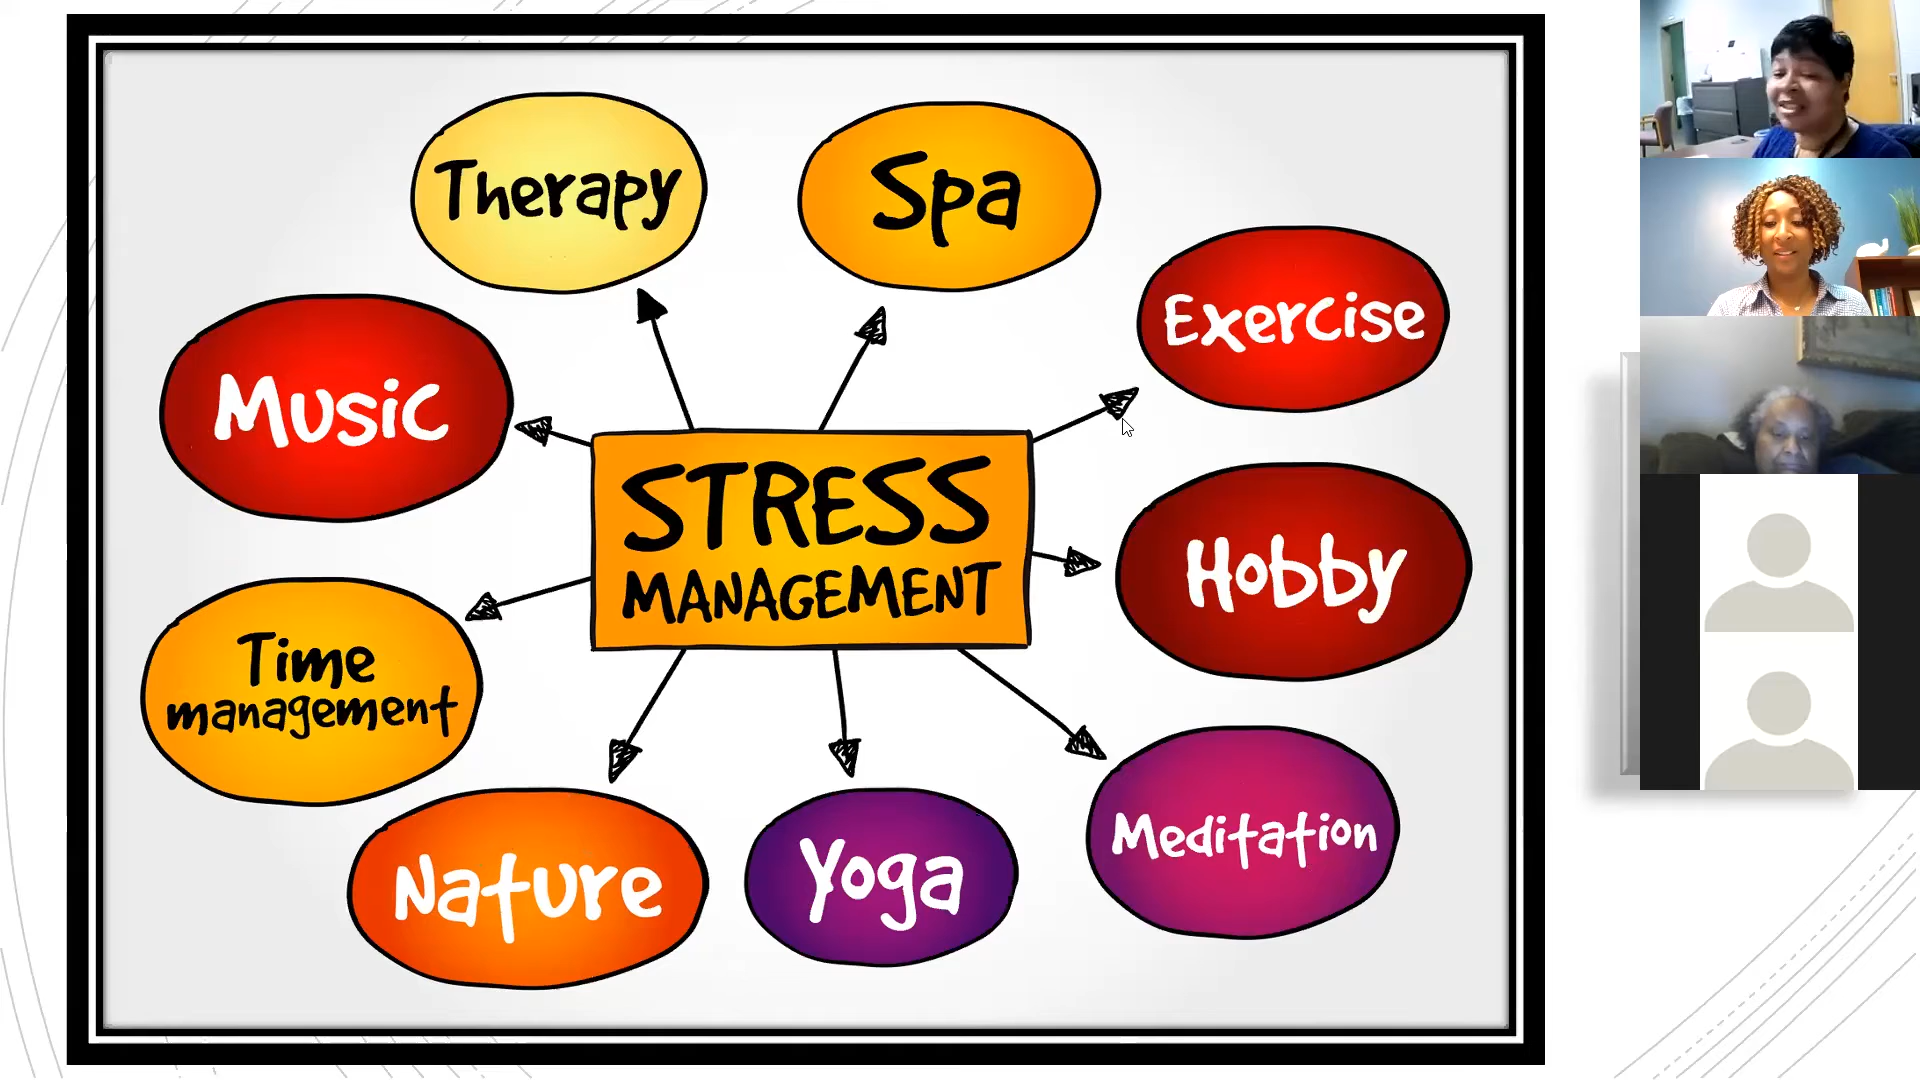 Therapy
Spa
Exercise
Music
STRESS
MANAGEMENT
Hobby
Time
management
Nature
Yoga
Meditation